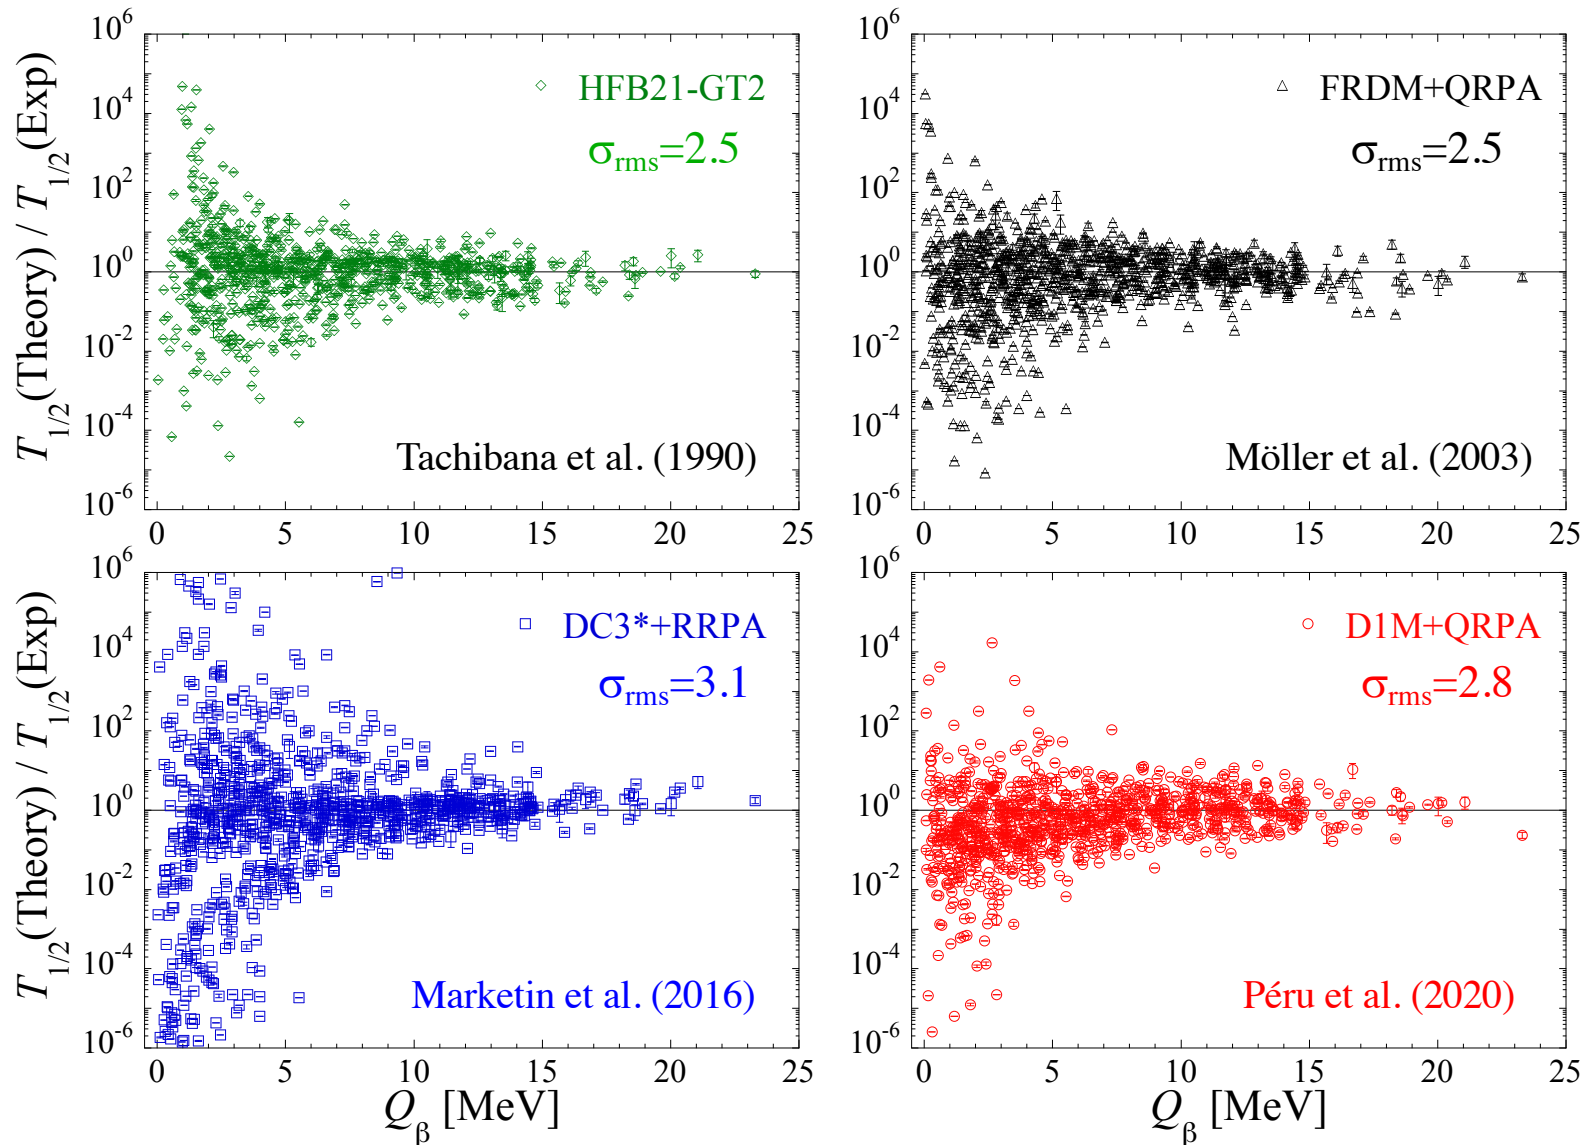 T1/2(Theory) / T1/2(Exp)
10^6
10^4
10^2
10^0
10^-2
10^-4
10^-6
HFB21-GT2
σrms=2.5
Tachibana et al. (1990)
0 5 10 15 20 25
FRDM+QRPA
σrms=2.5
Möller et al. (2003)
10^6
10^4
10^2
10^0
10^-2
10^-4
10^-6
0 5 10 15 20 25
T1/2(Theory) / T1/2(Exp)
10^6
10^4
10^2
10^0
10^-2
10^-4
10^-6
DC3*+RRPA
σrms=3.1
Marketin et al. (2016)
0 5 10 15 20 25
Qβ [MeV]
10^6
10^4
10^2
10^0
10^-2
10^-4
10^-6
D1M+QRPA
σrms=2.8
Péru et al. (2020)
0 5 10 15 20 25
Qβ [MeV]